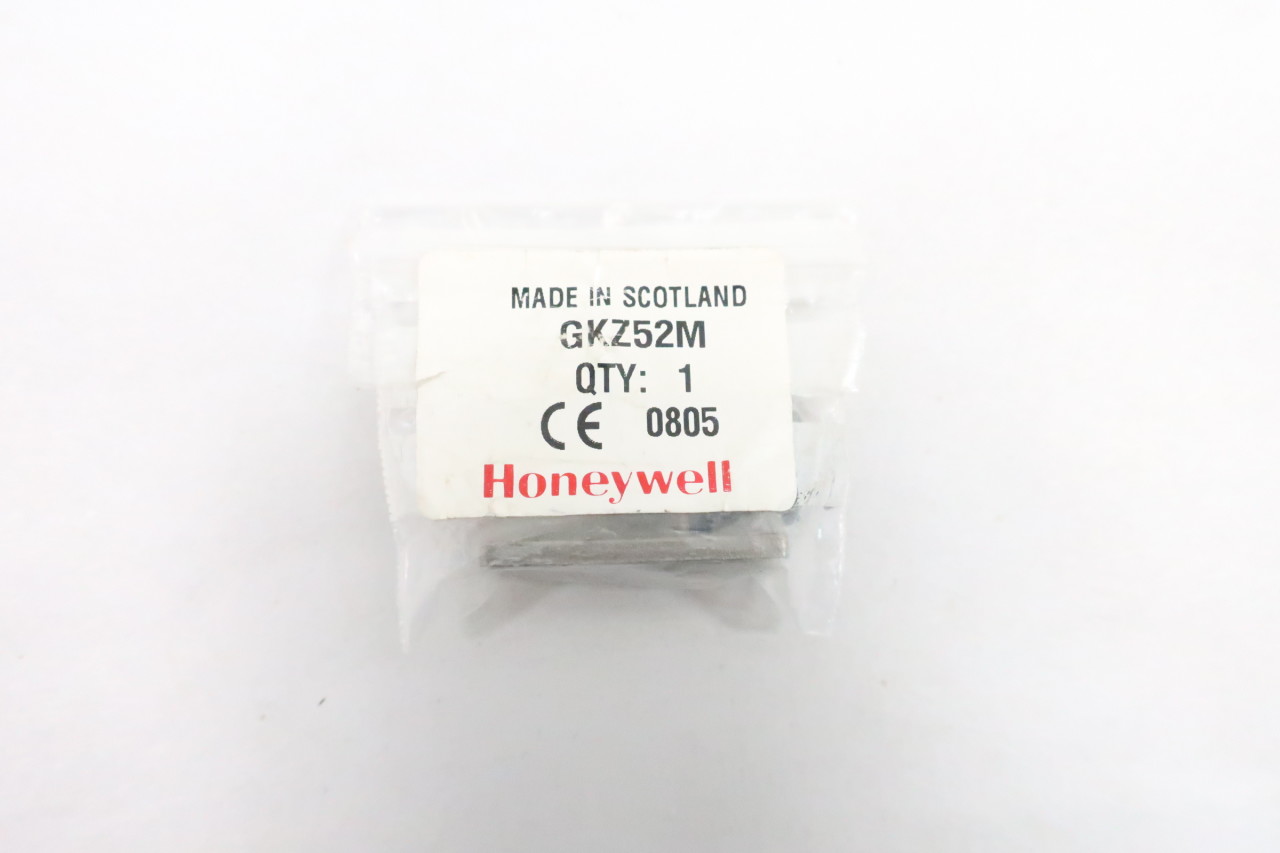 MADE IN SCOTLAND
GKZ52M
QTY: 1
CE 0805
Honeywell